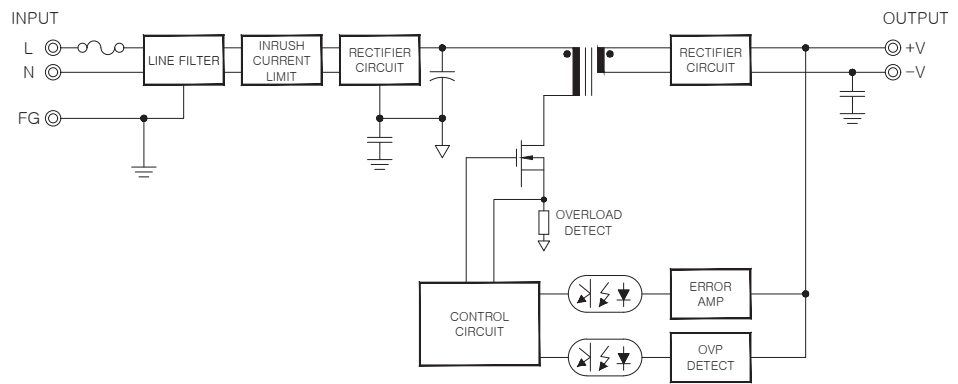 INPUT
OUTPUT
L
N
FG
LINE FILTER
INRUSH
CURRENT
LIMIT
RECTIFIER
CIRCUIT
RECTIFIER
CIRCUIT
+V
−V
OVERLOAD
DETECT
CONTROL
CIRCUIT
ERROR
AMP
OVP
DETECT